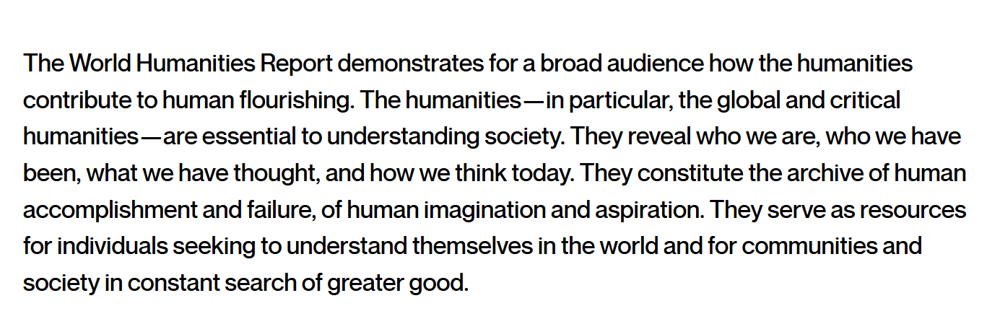 The World Humanities Report demonstrates for a broad audience how the humanities
contribute to human flourishing. The humanities—in particular, the global and critical
humanities—are essential to understanding society. They reveal who we are, who we have
been, what we have thought, and how we think today. They constitute the archive of human
accomplishment and failure, of human imagination and aspiration. They serve as resources
for individuals seeking to understand themselves in the world and for communities and
society in constant search of greater good.